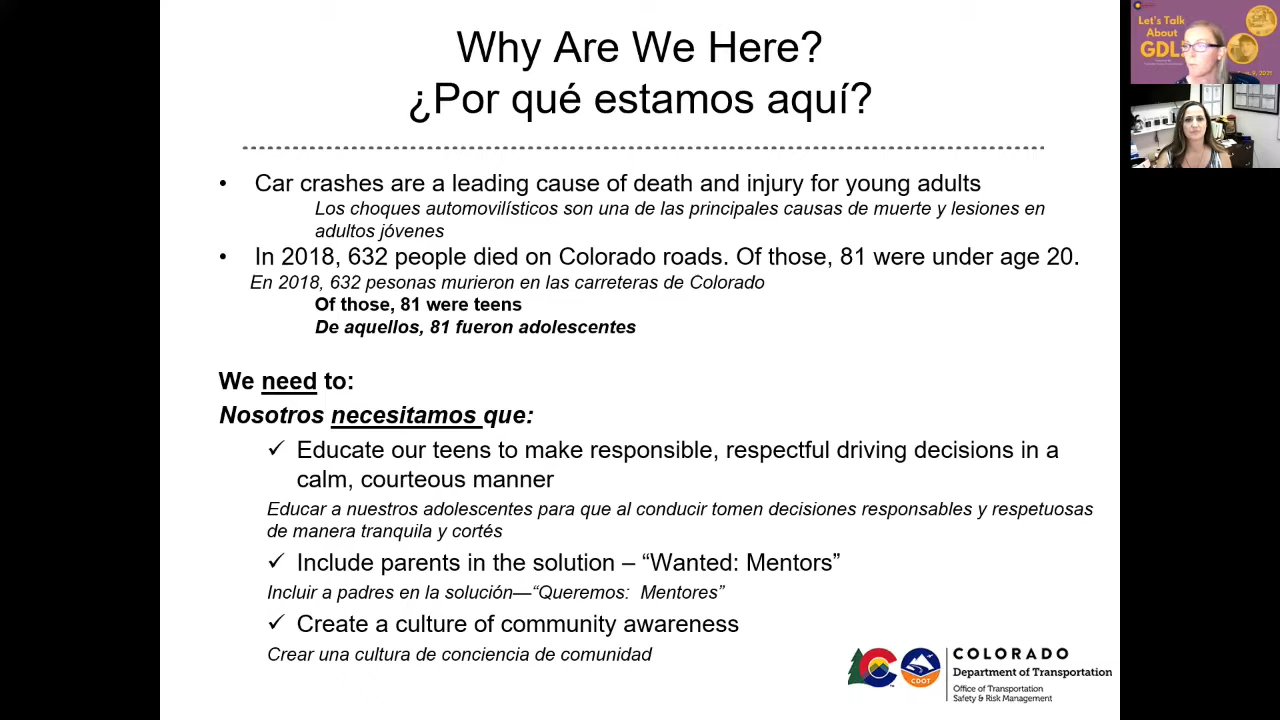 Why Are We Here?
¿Por qué estamos aquí?
• Car crashes are a leading cause of death and injury for young adults
Los choques automovilísticos son una de las principales causas de muerte y lesiones en
adultos jóvenes
• In 2018, 632 people died on Colorado roads. Of those, 81 were under age 20.
En 2018, 630 pesonas murieron en las carreteras de Colorado
Of those, 81 were teens
De aquellos, 81 fueron adolescentes
We need to:
Nosotros necesitamos que:
✓ Educate our teens to make responsible, respectful driving decisions in a
calm, courteous manner
Educar a nuestros adolescentes para que al conducir tomen decisiones responsables y respetuosas
de manera tranquila y cortés
✓ Include parents in the solution – “Wanted: Mentors”
Incluir a padres en la solución—“Queremos: Mentores”
✓ Create a culture of community awareness
Crear una cultura de conciencia de comunidad
CDOT
COLORADO
Department of Transportation
Office of Transportation
Safety & Risk Management
Let's Talk
About
GDL
9, 2021